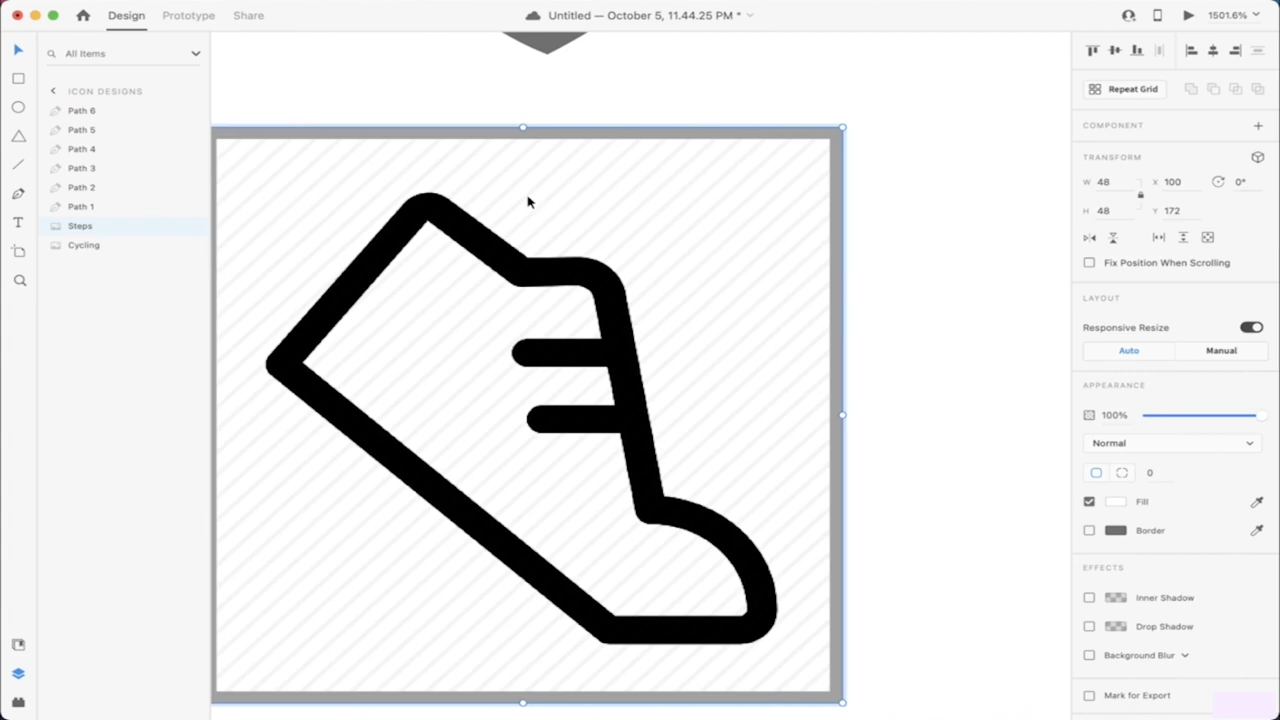 Design Prototype Share Untitled — October 5, 11.44.25 PM * 1501.6%
All Items
ICON DESIGNS
Path 6
Path 5
Path 4
Path 3
Path 2
Path 1
Steps
Cycling
Repeat Grid
COMPONENT
TRANSFORM
W 48 X 100 0°
H 48 Y 172
Fix Position When Scrolling
LAYOUT
Responsive Resize
Auto Manual
APPEARANCE
100%
Normal
0
Fill
Border
EFFECTS
Inner Shadow
Drop Shadow
Background Blur
Mark for Export